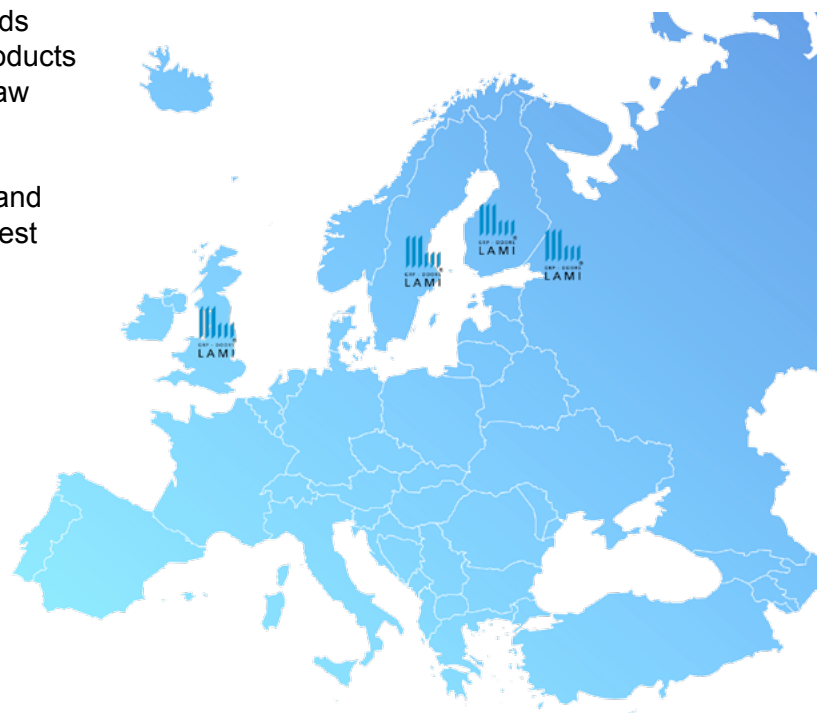 ds
oducts
aw
and
est
GRP - DOORS
LAMI®
GRP - DOORS
LAMI®
GRP - DOORS
LAMI®
GRP - DOORS
LAMI®